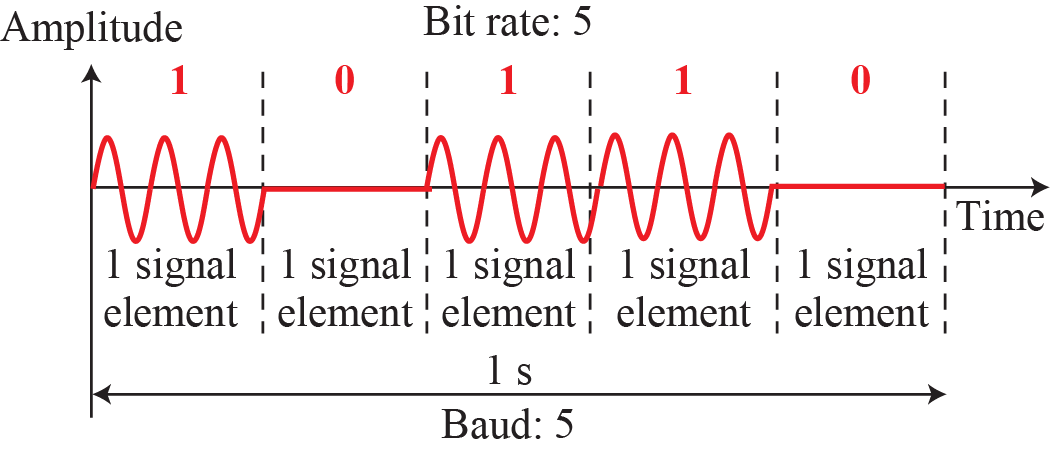 Amplitude
Bit rate: 5
1 0 1 1 0
Time
1 signal element
1 signal element
1 signal element
1 signal element
1 signal element
1 s
Baud: 5